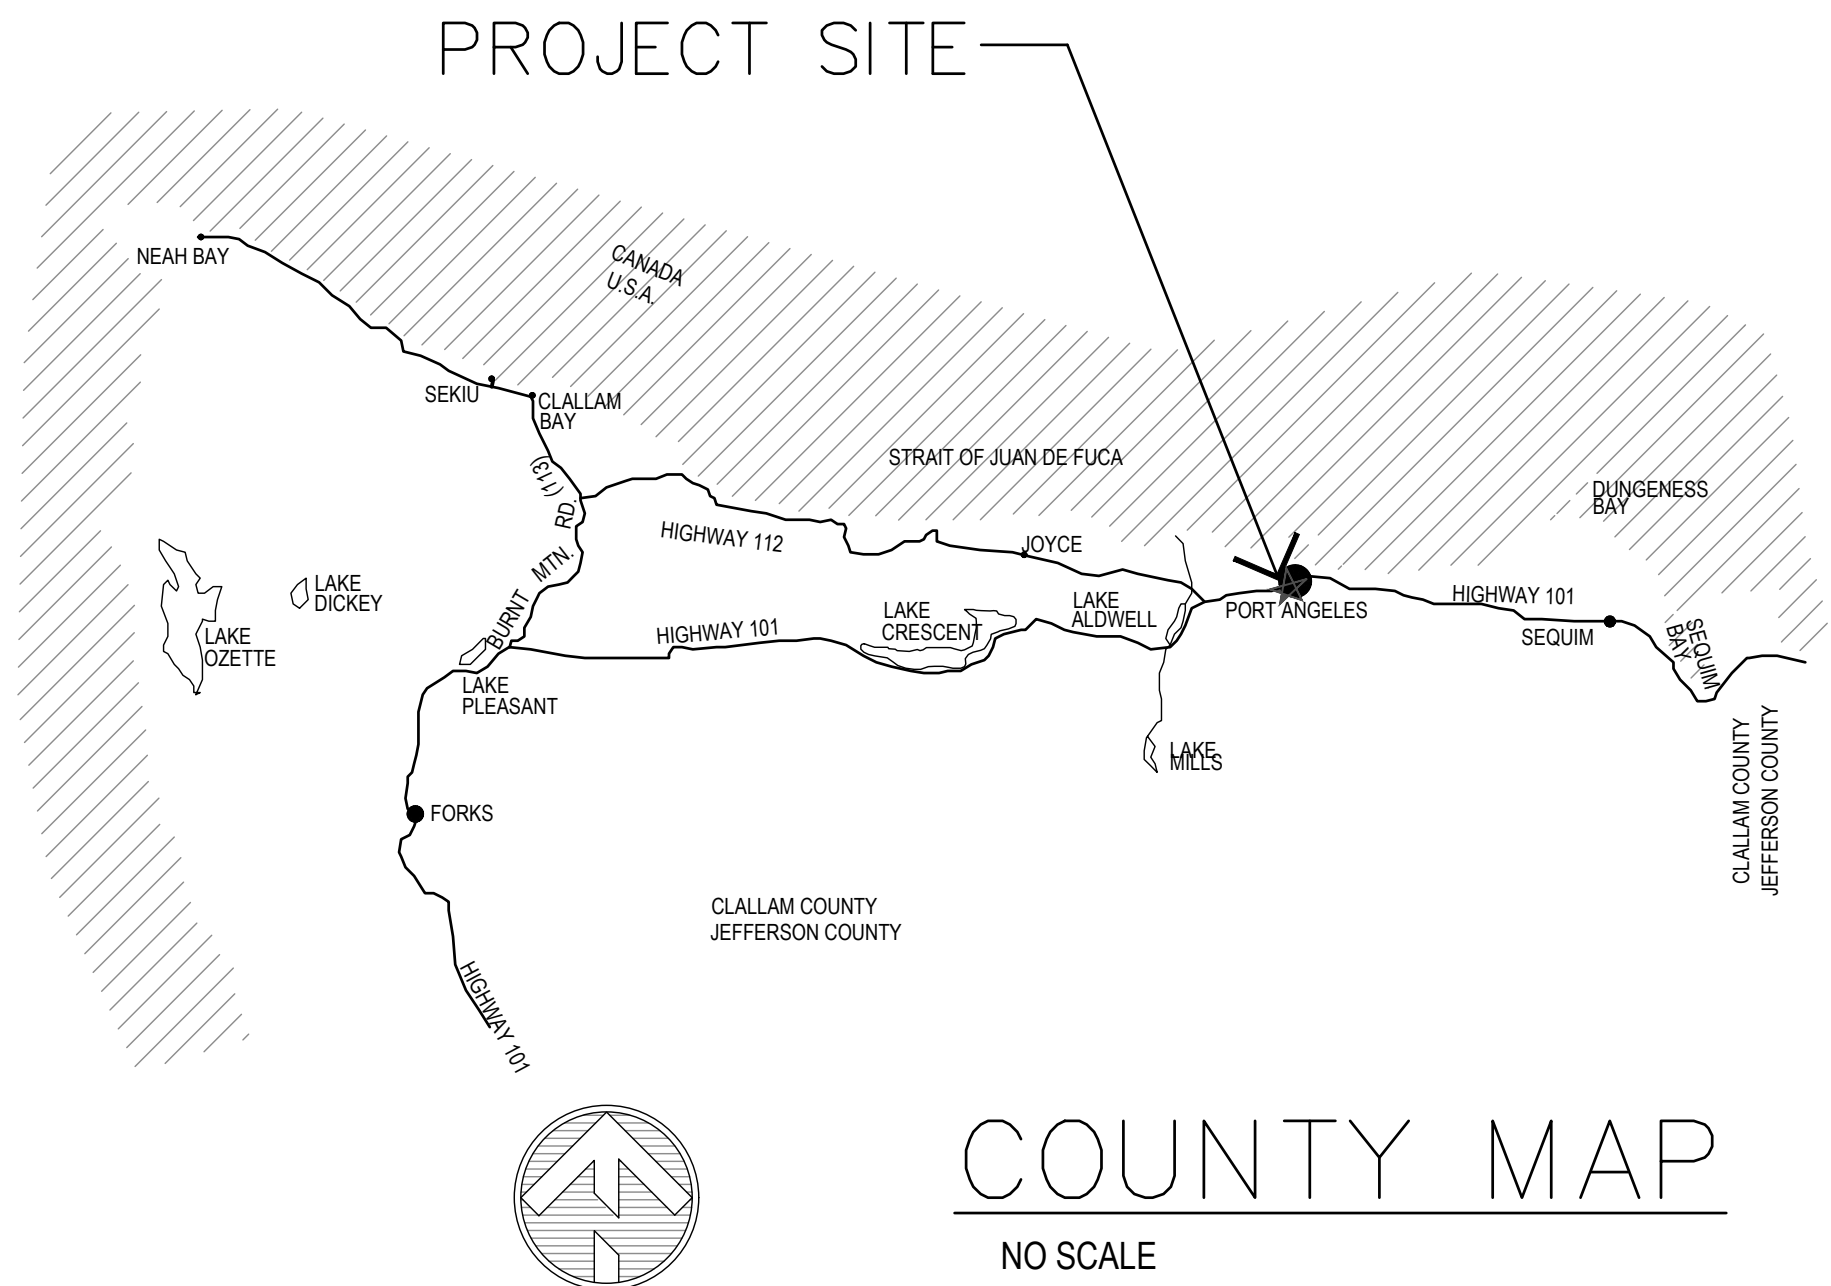 PROJECT SITE
NEAH BAY
CANADA
U.S.A.
SEKIU
CLALLAM
BAY
STRAIT OF JUAN DE FUCA
DUNGENESS
BAY
BURNT MTN. RD. (113)
HIGHWAY 112
JOYCE
LAKE
DICKEY
LAKE
OZETTE
HIGHWAY 101
LAKE
CRESCENT
LAKE
ALDWELL
PORT ANGELES
HIGHWAY 101
SEQUIM
SEQUIM
BAY
LAKE
PLEASANT
LAKE
MILLS
FORKS
CLALLAM COUNTY
JEFFERSON COUNTY
CLALLAM COUNTY
JEFFERSON COUNTY
HIGHWAY 101
COUNTY MAP
NO SCALE